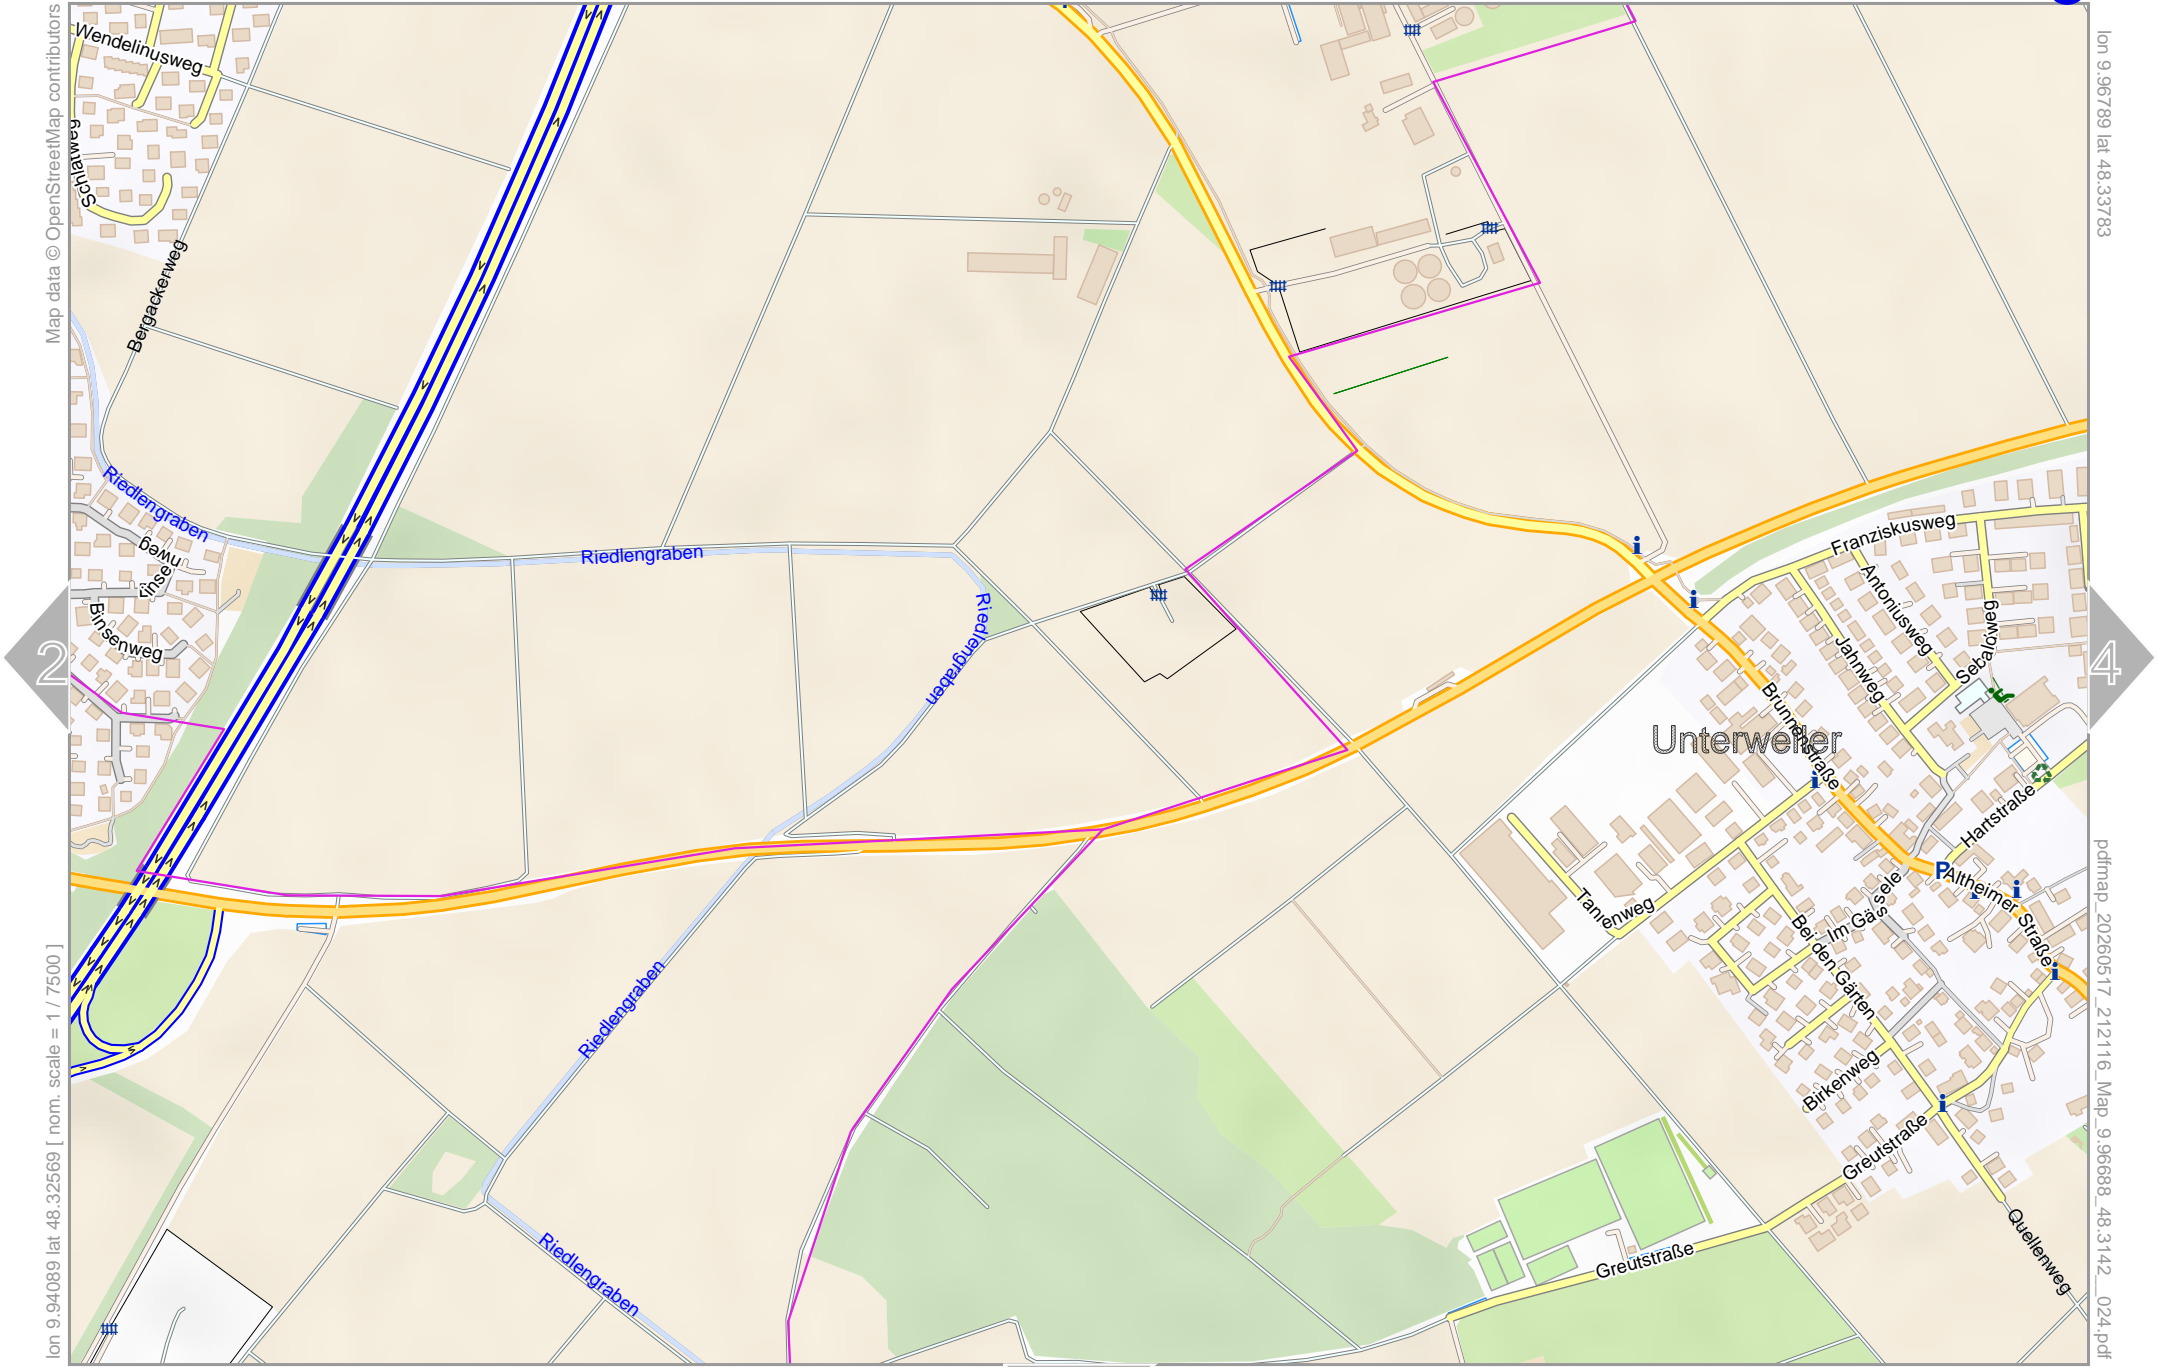 Map data © OpenStreetMap contributors
lon 9.94089 lat 48.32569 [ nom. scale = 1 / 7500 ]
lon 9.96789 lat 48.33783
pdfmap_20260517_212116_Map_9.96688_48.3142__024.pdf
2
4
Wendelinusweg
Bergackerweg
Riedlengraben
Binsenweg
Riedlengraben
Riedlengraben
Riedlengraben
Riedlengraben
Unterweiler
Franziskusweg
Antoniusweg
Jahnweg
Sebaldweg
Brunnenstraße
Hartstraße
P
Altheimer Straße
Tannenweg
Im Gässele
Bei den Gärten
Birkenweg
Greutstraße
Greutstraße
Quellenweg